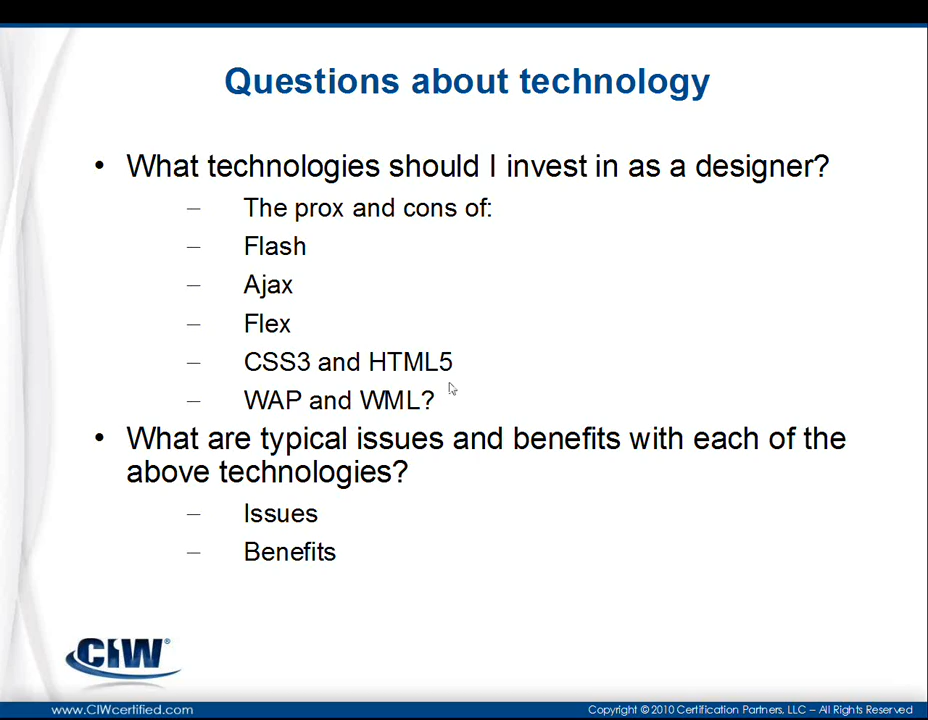 Questions about technology
• What technologies should I invest in as a designer?
– The prox and cons of:
– Flash
– Ajax
– Flex
– CSS3 and HTML5
– WAP and WML?
• What are typical issues and benefits with each of the
above technologies?
– Issues
– Benefits
CIW®
www.CIWcertified.com
Copyright © 2010 Certification Partners, LLC – All Rights Reserved